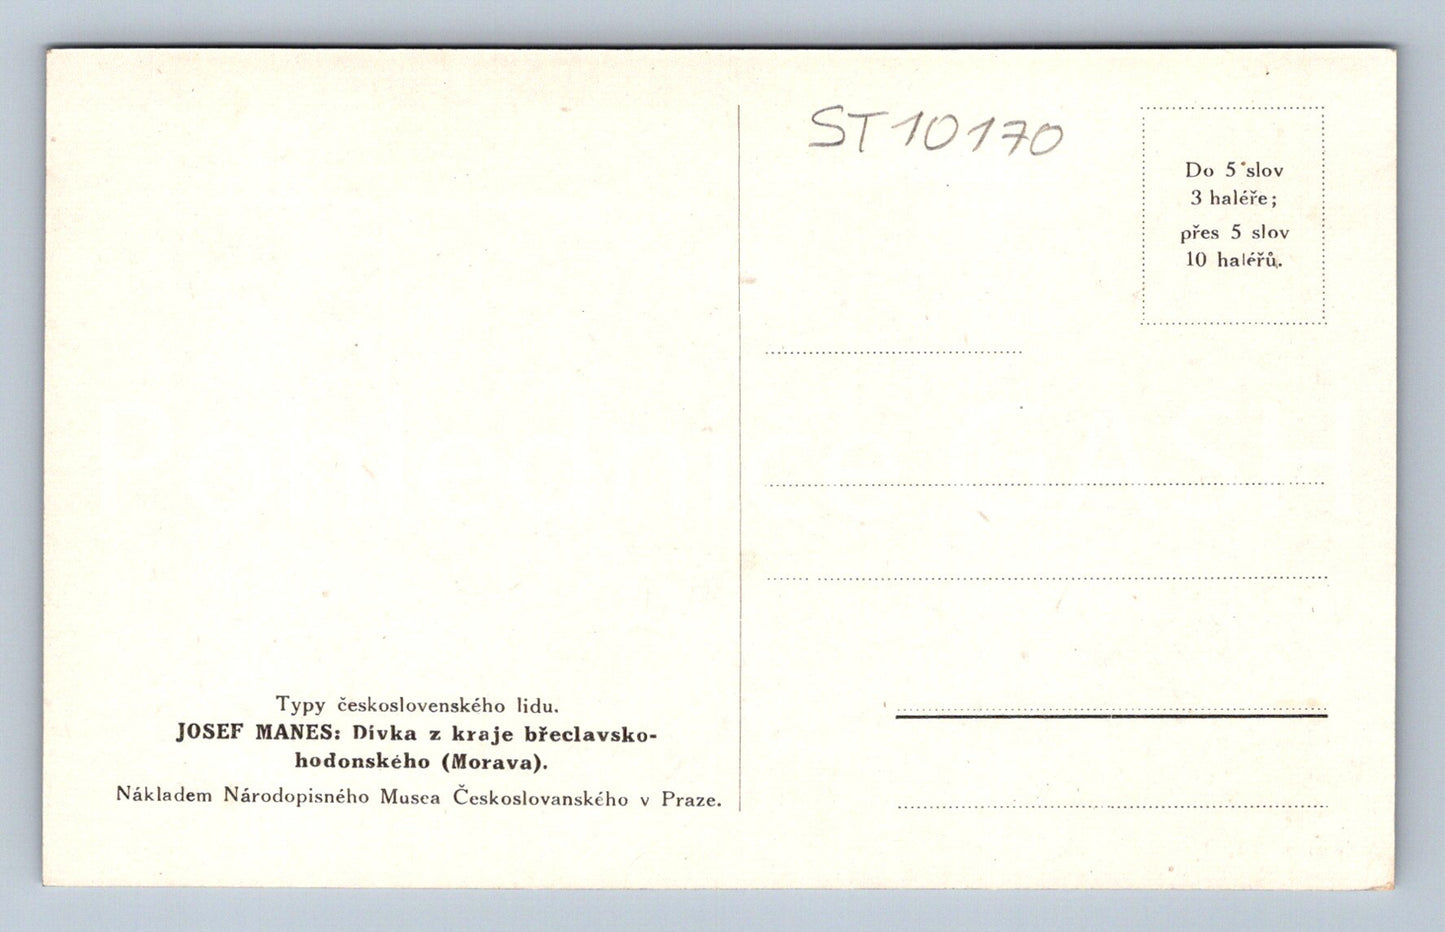 ST10170
Do 5 slov
3 haléře;
přes 5 slov
10 haléřů.
Typy československého lidu.
JOSEF MANES: Dívka z kraje břeclavsko-
hodonského (Morava).
Nákladem Národopisného Musea Českoslovanského v Praze.